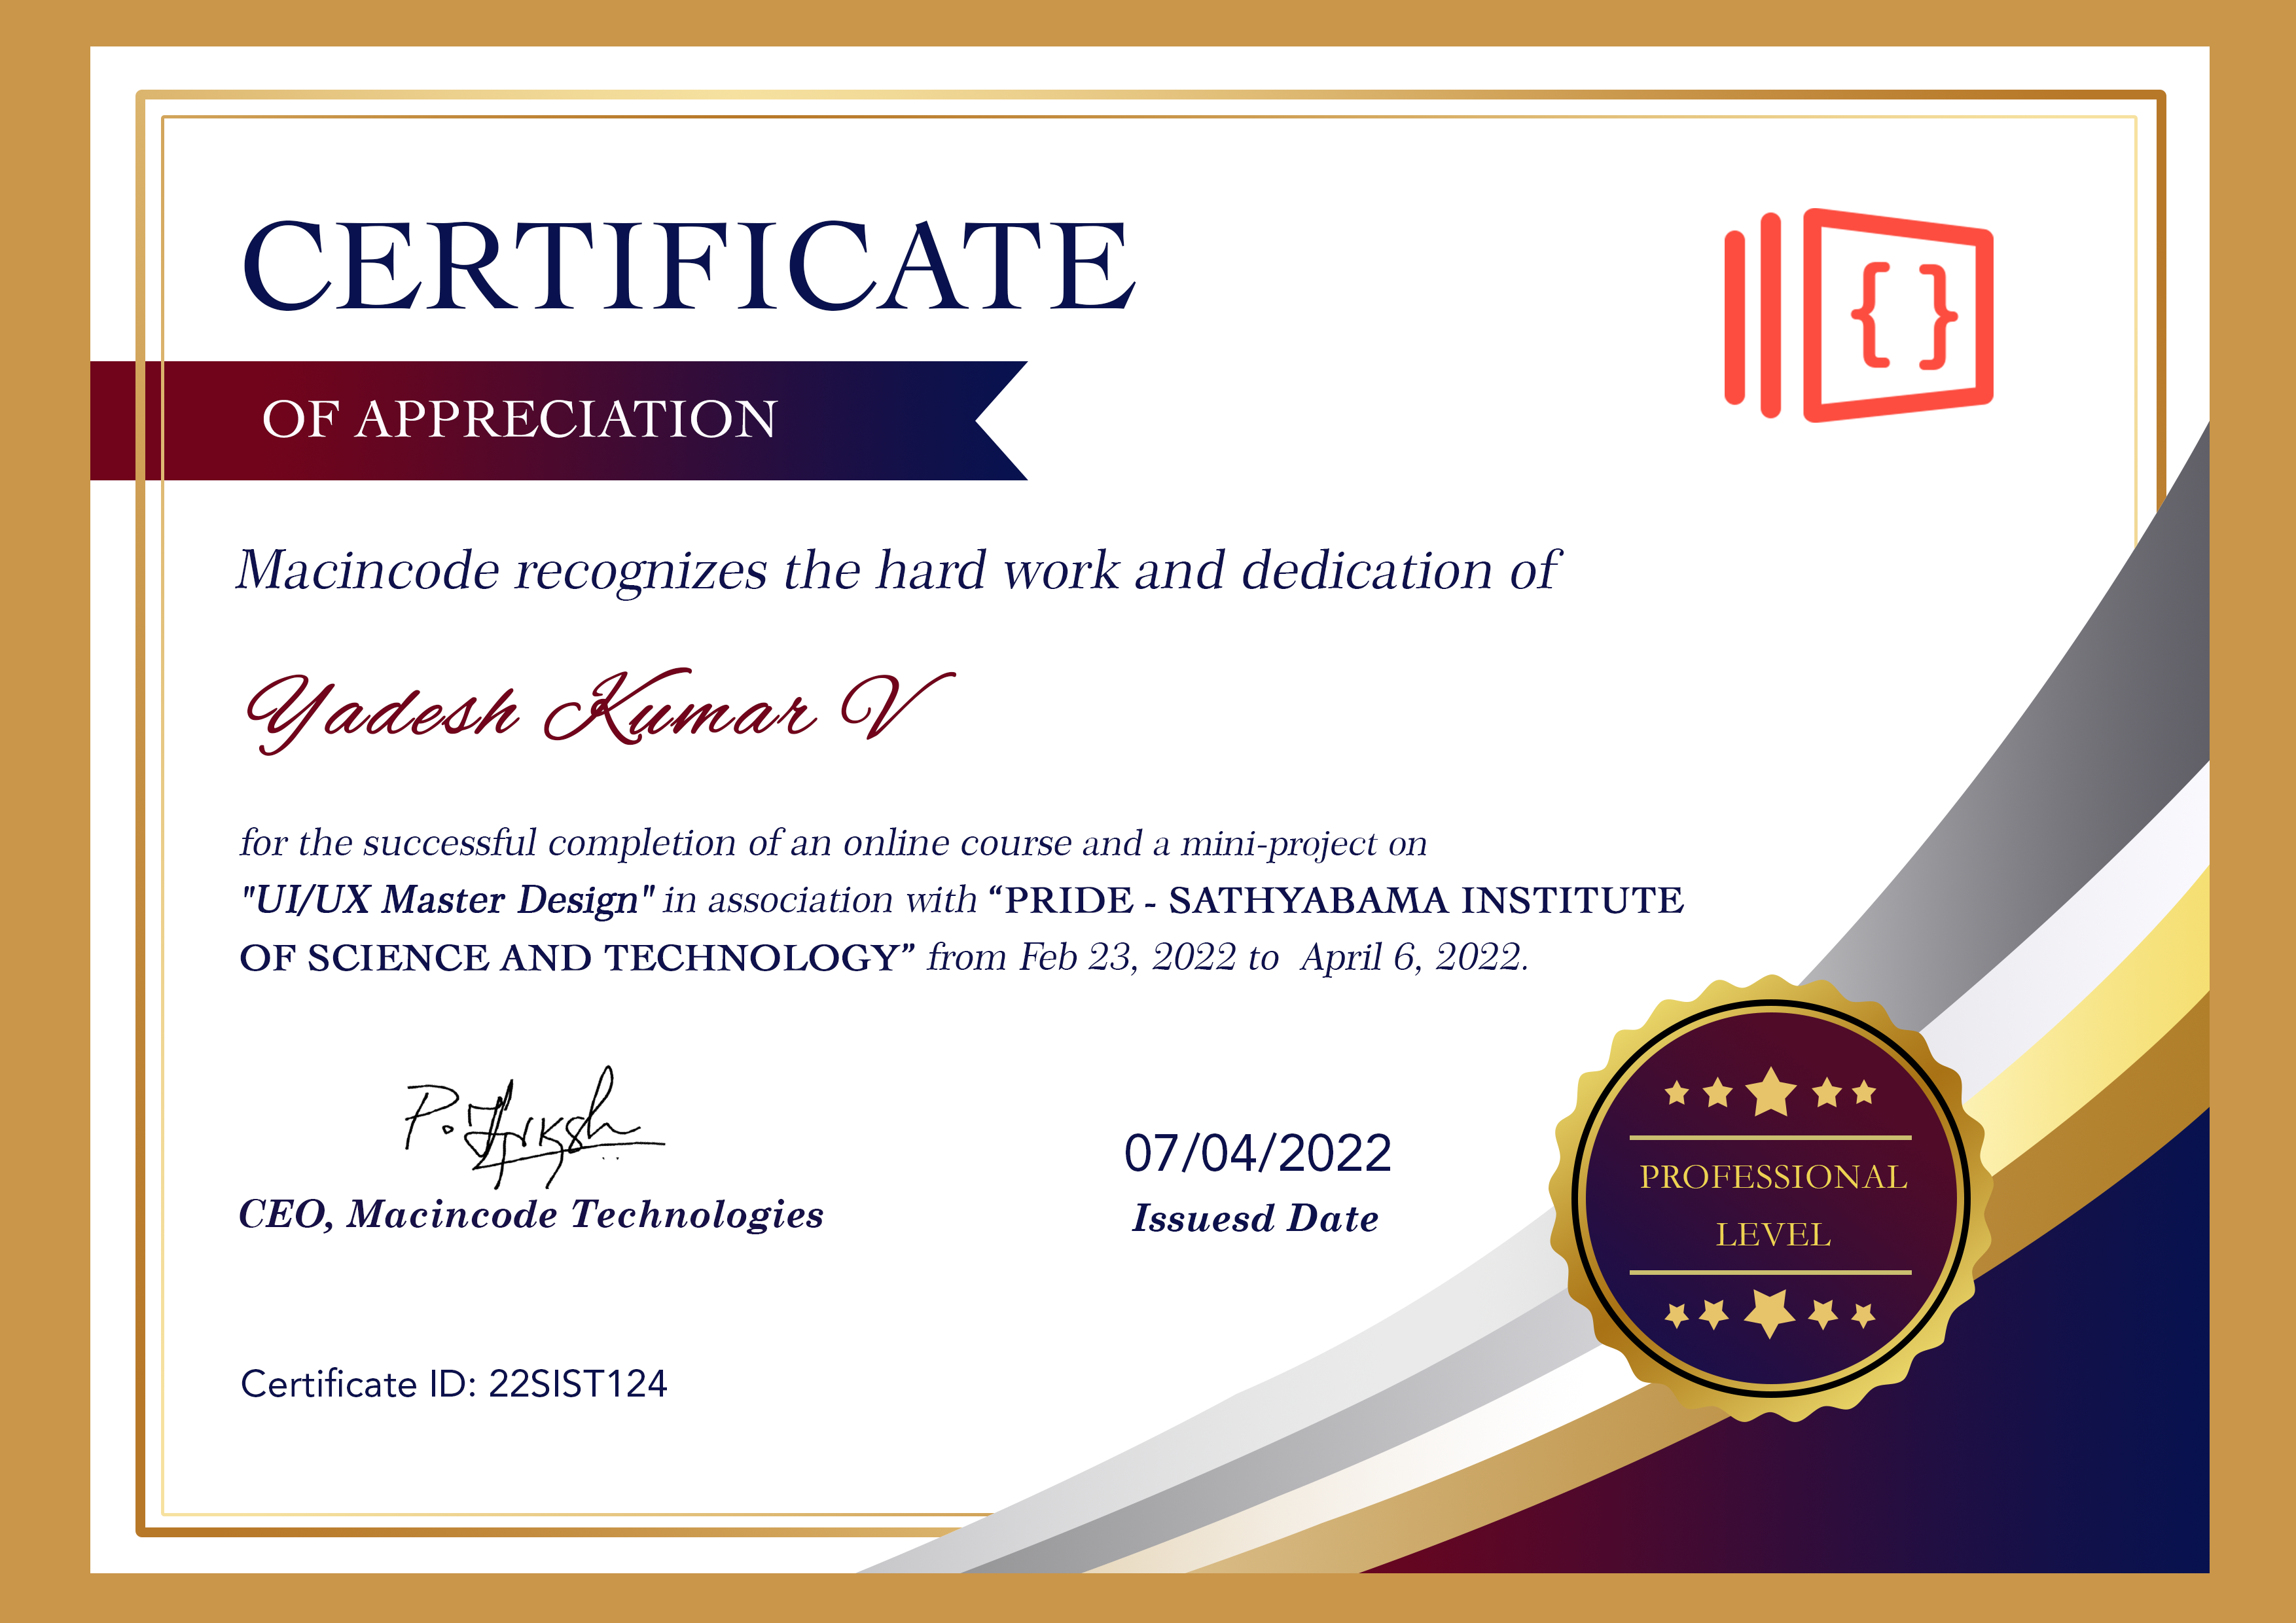 CERTIFICATE
OF APPRECIATION
{ }
Macincode recognizes the hard work and dedication of
Yadesh Kumar V
for the successful completion of an online course and a mini-project on
"UI/UX Master Design" in association with “PRIDE - SATHYABAMA INSTITUTE
OF SCIENCE AND TECHNOLOGY” from Feb 23, 2022 to  April 6, 2022.
CEO, Macincode Technologies
07/04/2022
Issuesd Date
PROFESSIONAL
LEVEL
Certificate ID: 22SIST124